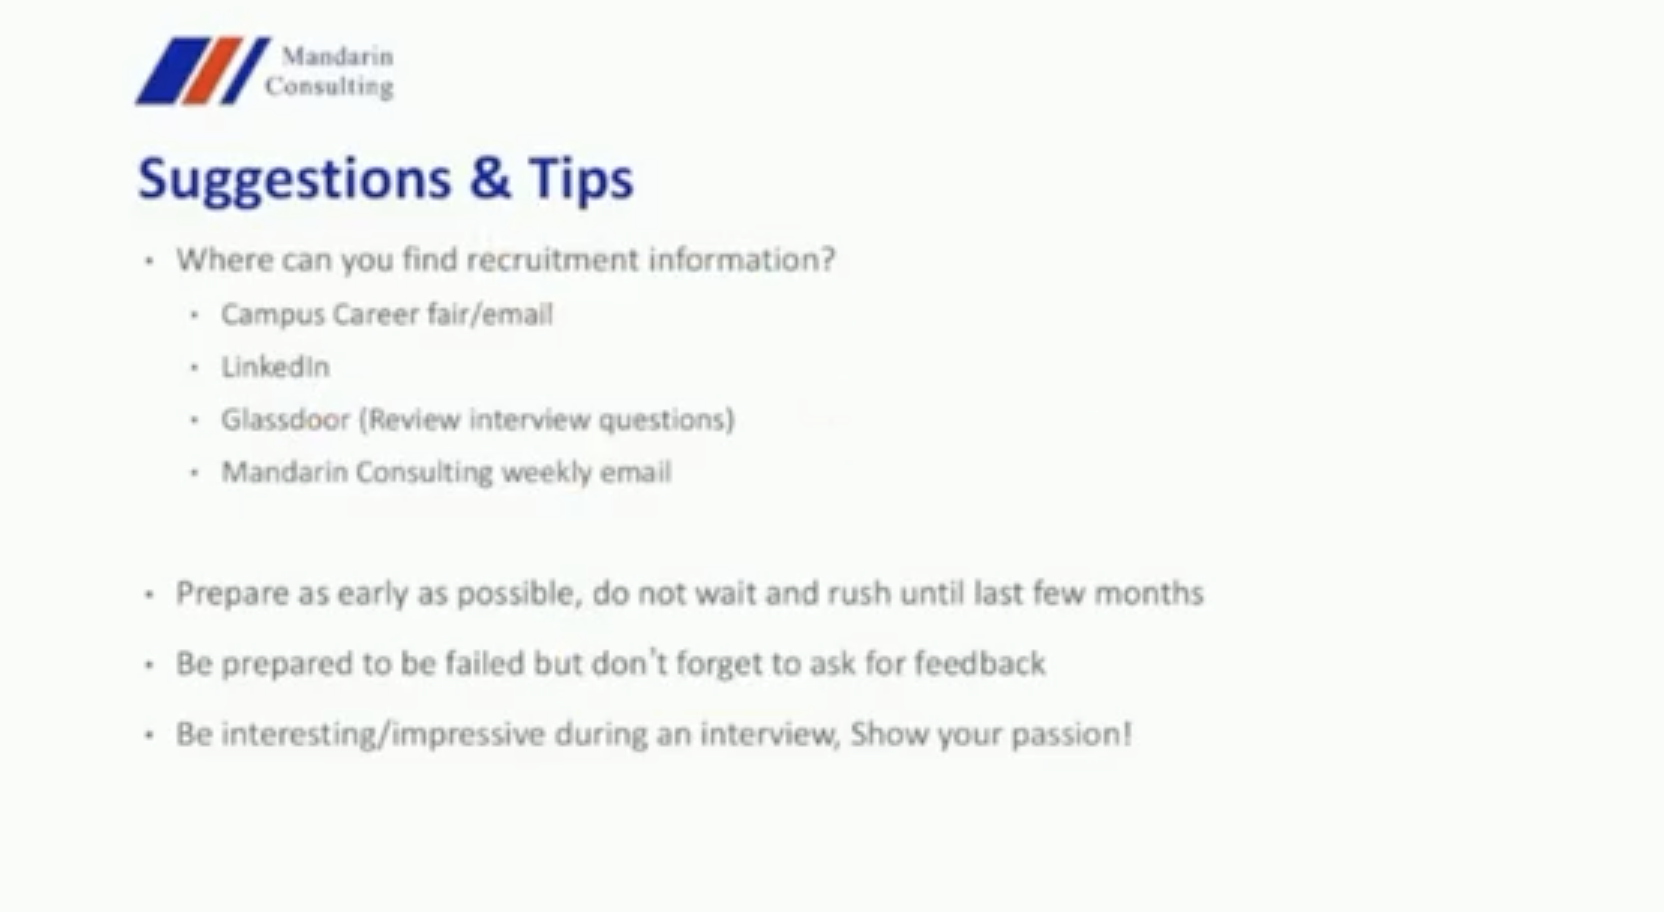 Mandarin
Consulting
Suggestions & Tips
• Where can you find recruitment information?
• Campus Career fair/email
• LinkedIn
• Glassdoor (Review interview questions)
• Mandarin Consulting weekly email
• Prepare as early as possible, do not wait and rush until last few months
• Be prepared to be failed but don't forget to ask for feedback
• Be interesting/impressive during an interview, Show your passion!